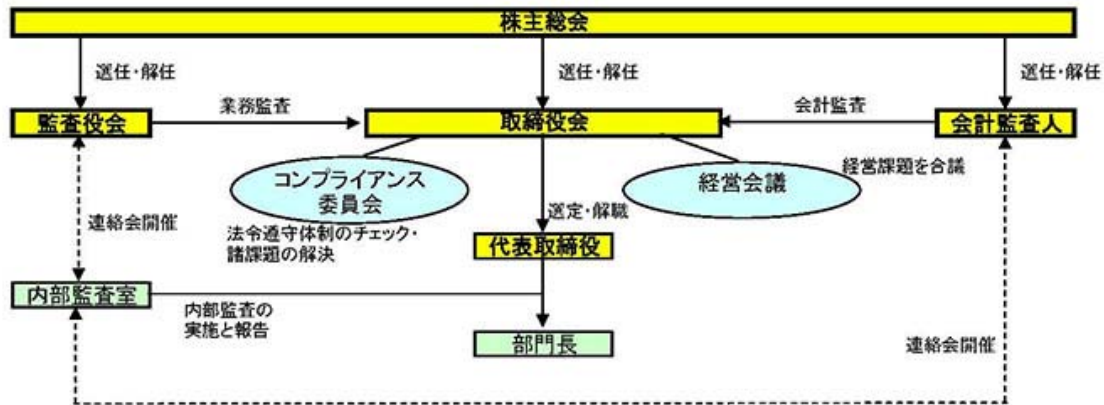 株主総会
選任・解任
選任・解任
選任・解任
監査役会
業務監査
取締役会
会計監査
会計監査人
コンプライアンス
委員会
経営会議
経営課題を合議
連絡会開催
法令遵守体制のチェック・
諸課題の解決
選定・解職
代表取締役
内部監査室
内部監査の
実施と報告
部門長
連絡会開催